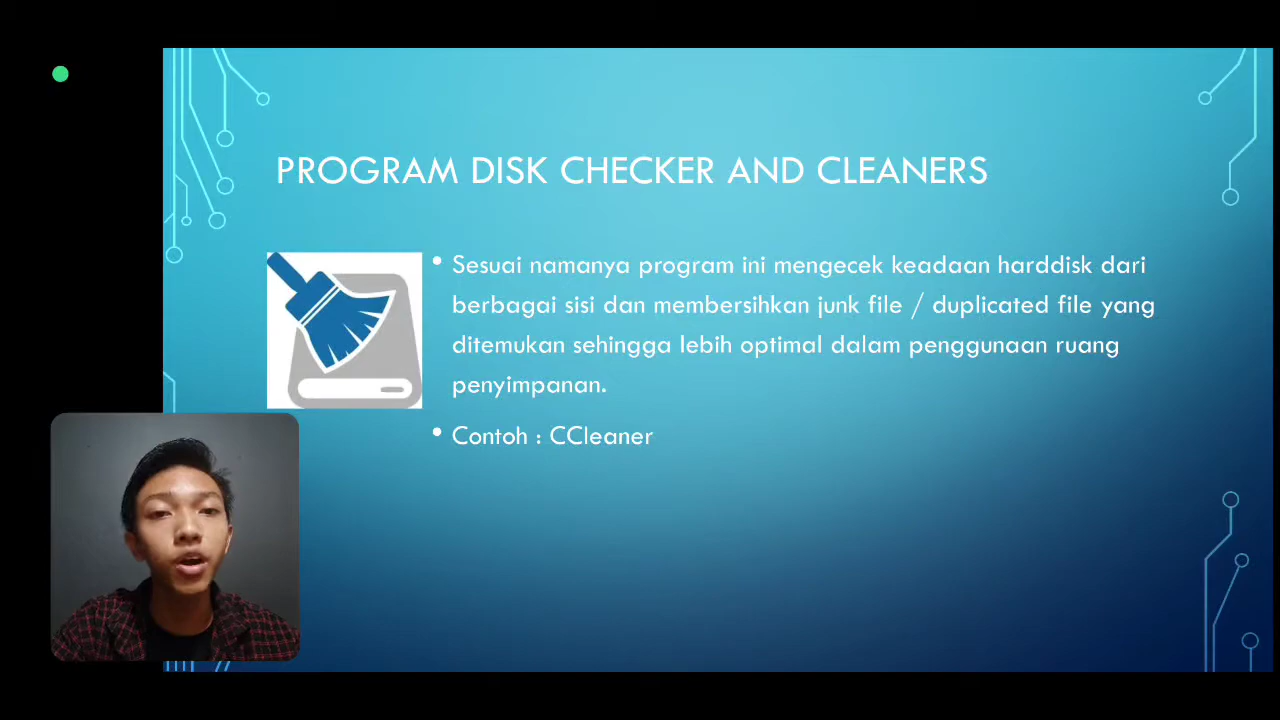 PROGRAM DISK CHECKER AND CLEANERS
• Sesuai namanya program ini mengecek keadaan harddisk dari
berbagai sisi dan membersihkan junk file / duplicated file yang
ditemukan sehingga lebih optimal dalam penggunaan ruang
penyimpanan.
• Contoh : CCleaner